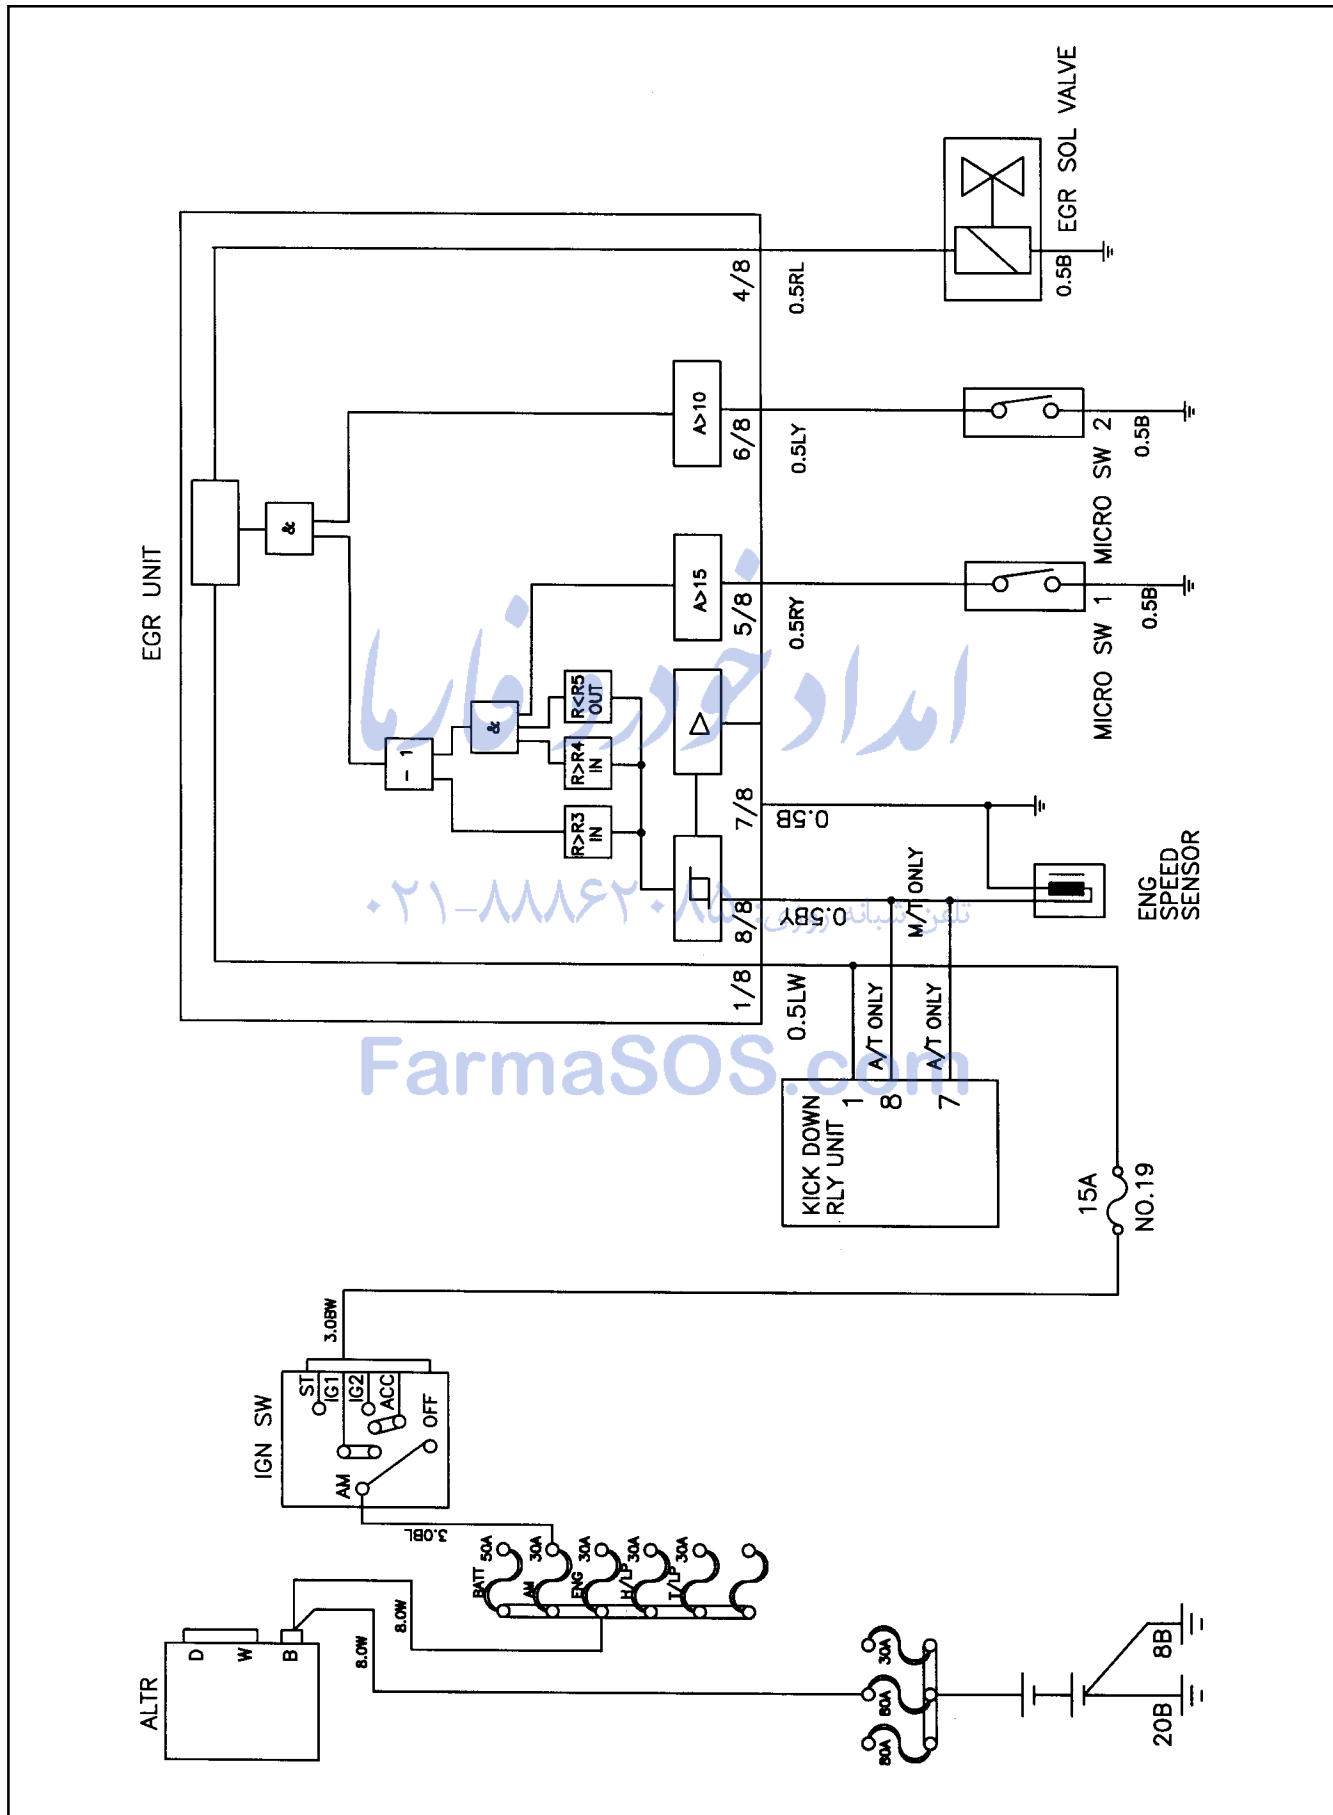 EGR UNIT
&
- 1
&
R>R3
IN
R>R4
IN
R<R5
OUT
A>15
A>10
1/8
8/8
7/8
5/8
6/8
4/8
0.5LW
0.5BY
0.5B
0.5RY
0.5LY
0.5RL
EGR SOL VALVE
0.5B
MICRO SW 1
0.5B
MICRO SW 2
0.5B
ENG
SPEED
SENSOR
M/T ONLY
A/T ONLY
A/T ONLY
KICK DOWN
RLY UNIT
1
8
7
15A
NO.19
IGN SW
3.0BW
ST
IG1
IG2
ACC
OFF
AM
3.0BL
BATT
50A
AM
30A
ENG
30A
H/LP
30A
T/LP
30A
ALTR
D
W
B
8.0W
8.0W
80A
80A
30A
20B
8B
امداد خودرو فارما
تلفن شبانه روزی: ۸۸۸۶۲۰۸۵-۰۲۱
FarmaSOS.com